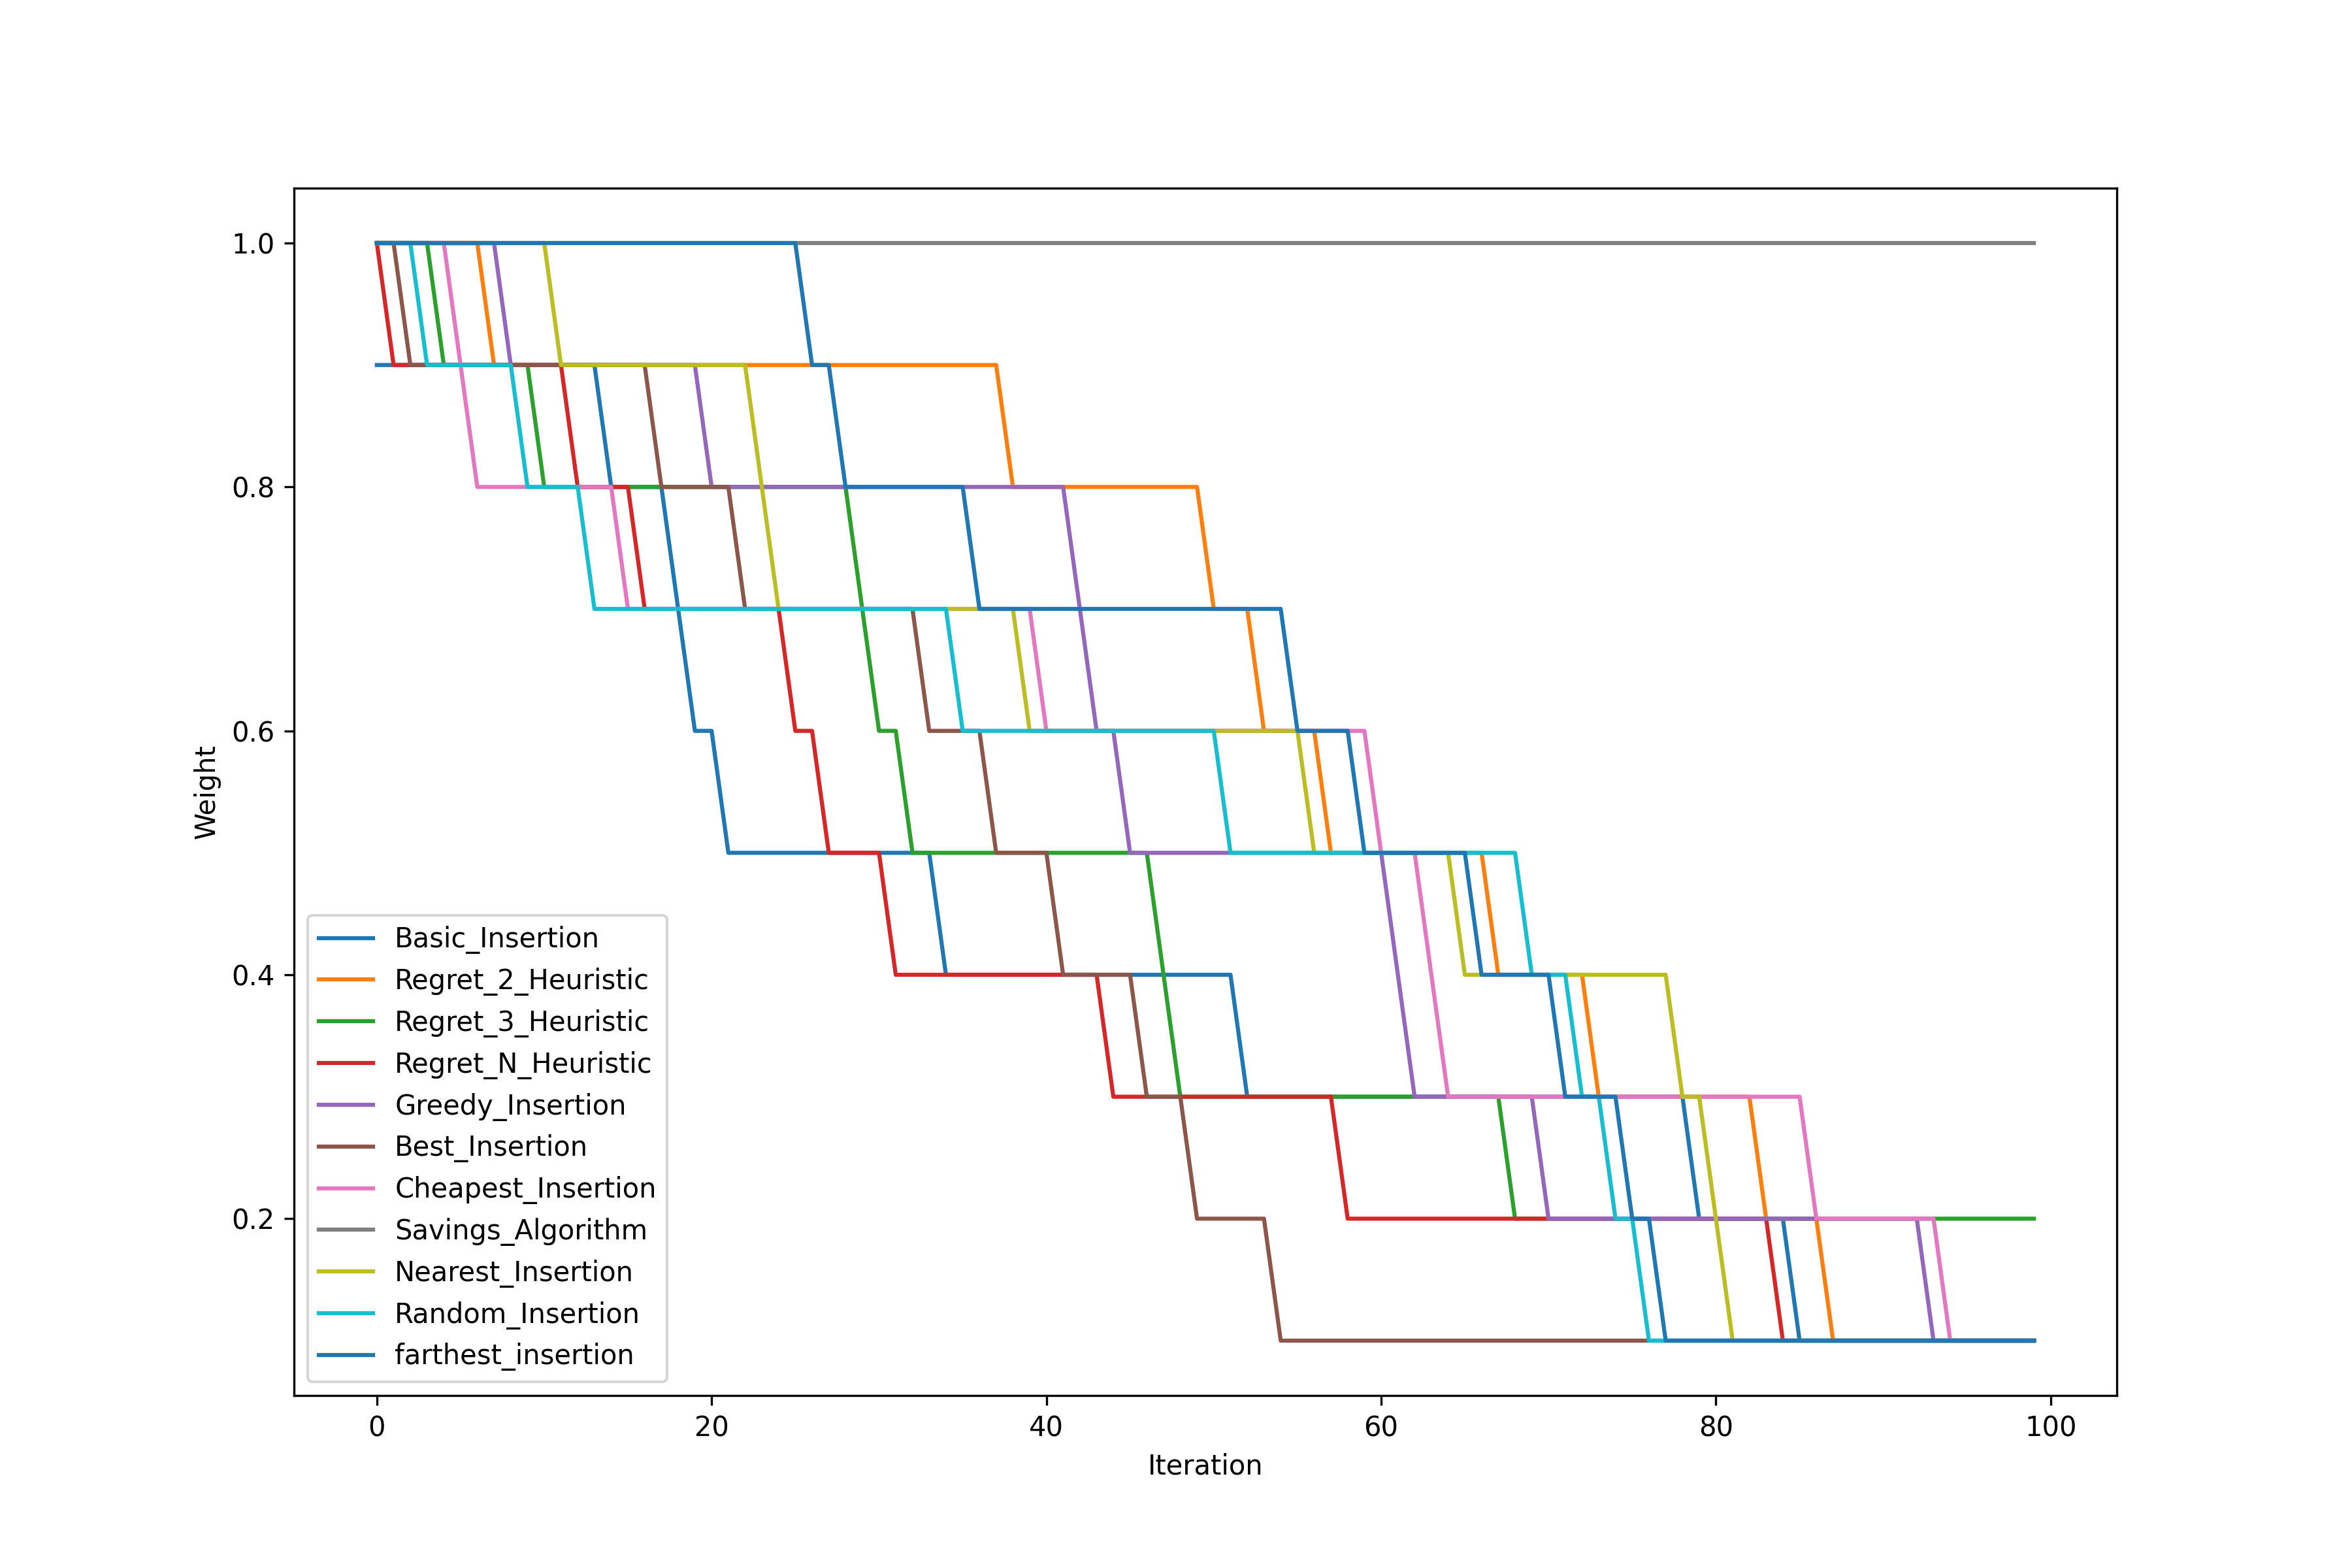 1.0
0.8
0.6
0.4
0.2
Weight
Basic_Insertion
Regret_2_Heuristic
Regret_3_Heuristic
Regret_N_Heuristic
Greedy_Insertion
Best_Insertion
Cheapest_Insertion
Savings_Algorithm
Nearest_Insertion
Random_Insertion
farthest_insertion
0 20 40 60 80 100
Iteration